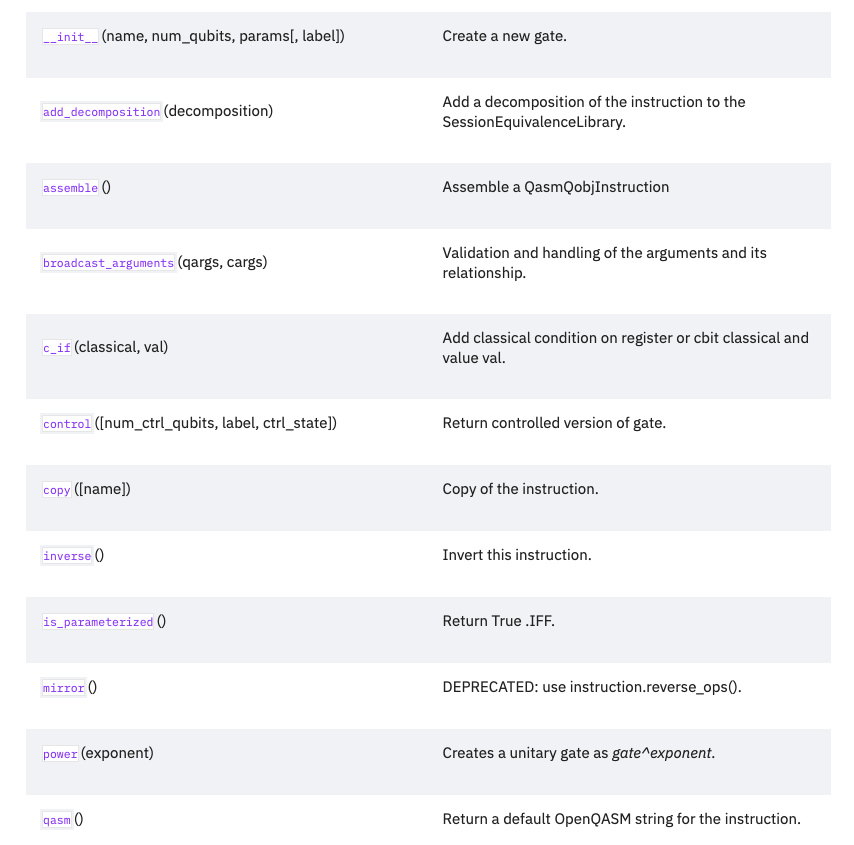 __init__ (name, num_qubits, params[, label]) Create a new gate.
add_decomposition (decomposition) Add a decomposition of the instruction to the
SessionEquivalenceLibrary.
assemble () Assemble a QasmQobjInstruction
broadcast_arguments (qargs, cargs) Validation and handling of the arguments and its
relationship.
c_if (classical, val) Add classical condition on register or cbit classical and
value val.
control ([num_ctrl_qubits, label, ctrl_state]) Return controlled version of gate.
copy ([name]) Copy of the instruction.
inverse () Invert this instruction.
is_parameterized () Return True .IFF.
mirror () DEPRECATED: use instruction.reverse_ops().
power (exponent) Creates a unitary gate as gate^exponent.
qasm () Return a default OpenQASM string for the instruction.